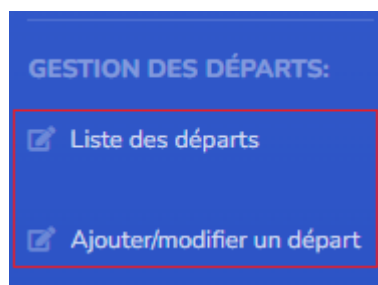 GESTION DES DÉPARTS:
Liste des départs
Ajouter/modifier un départ